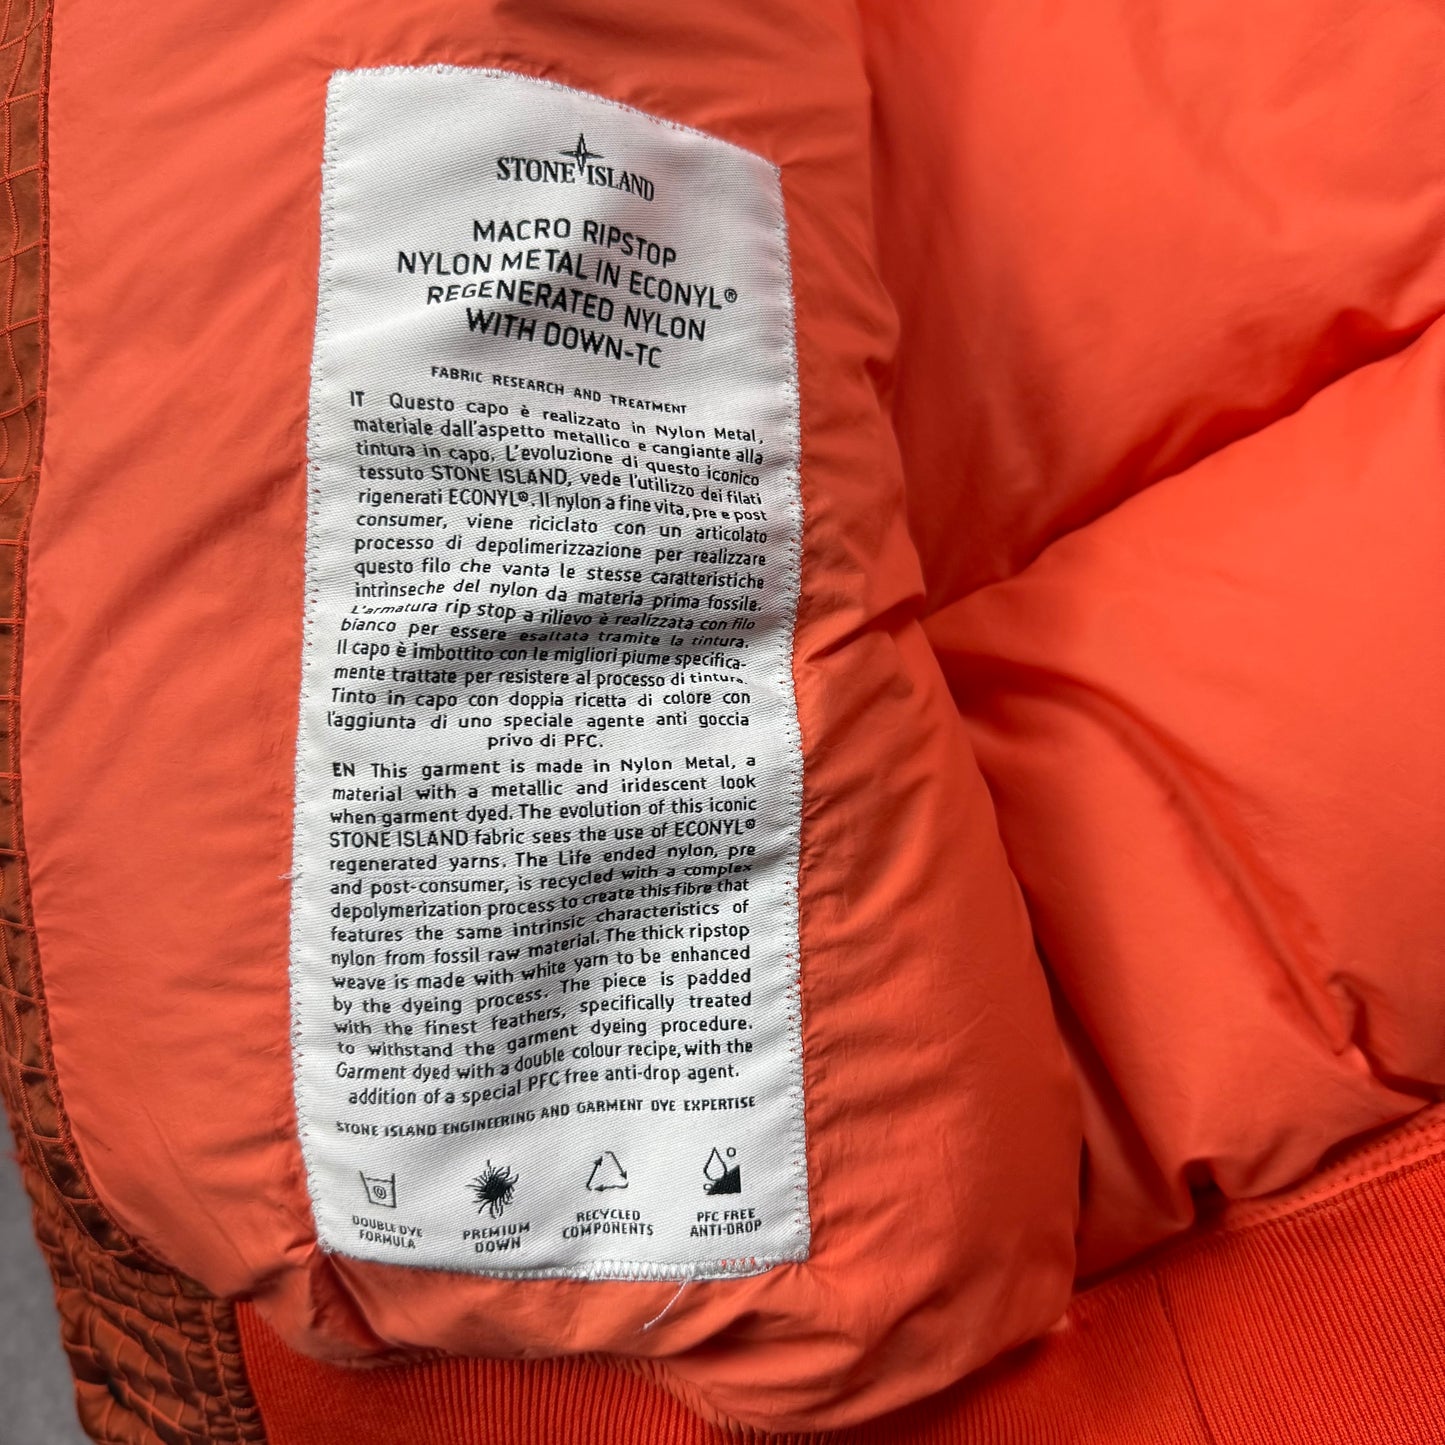 STONE ISLAND
MACRO RIPSTOP
NYLON METAL IN ECONYL®
REGENERATED NYLON
WITH DOWN-TC
FABRIC RESEARCH AND TREATMENT
IT Questo capo è realizzato in Nylon Metal,
materiale dall'aspetto metallico e cangiante alla
tintura in capo. L'evoluzione di questo iconico
tessuto STONE ISLAND, vede l'utilizzo dei filati
rigenerati ECONYL®. Il nylon a fine vita, pre e post
consumer, viene riciclato con un articolato
processo di depolimerizzazione per realizzare
questo filo che vanta le stesse caratteristiche
intrinseche del nylon da materia prima fossile.
L'armatura rip stop a rilievo è realizzata con filo
bianco per essere esaltata tramite la tintura.
Il capo è imbottito con le migliori piume specifica-
mente trattate per resistere al processo di tintura.
Tinto in capo con doppia ricetta di colore con
l'aggiunta di uno speciale agente anti goccia
privo di PFC.
EN This garment is made in Nylon Metal, a
material with a metallic and iridescent look
when garment dyed. The evolution of this iconic
STONE ISLAND fabric sees the use of ECONYL®
regenerated yarns. The Life ended nylon, pre
and post-consumer, is recycled with a complex
depolymerization process to create this fibre that
features the same intrinsic characteristics of
nylon from fossil raw material. The thick ripstop
weave is made with white yarn to be enhanced
by the dyeing process. The piece is padded
with the finest feathers, specifically treated
to withstand the garment dyeing procedure.
Garment dyed with a double colour recipe, with the
addition of a special PFC free anti-drop agent.
STONE ISLAND ENGINEERING AND GARMENT DYE EXPERTISE
DOUBLE DYE
FORMULA
PREMIUM
DOWN
RECYCLED
COMPONENTS
PFC FREE
ANTI-DROP